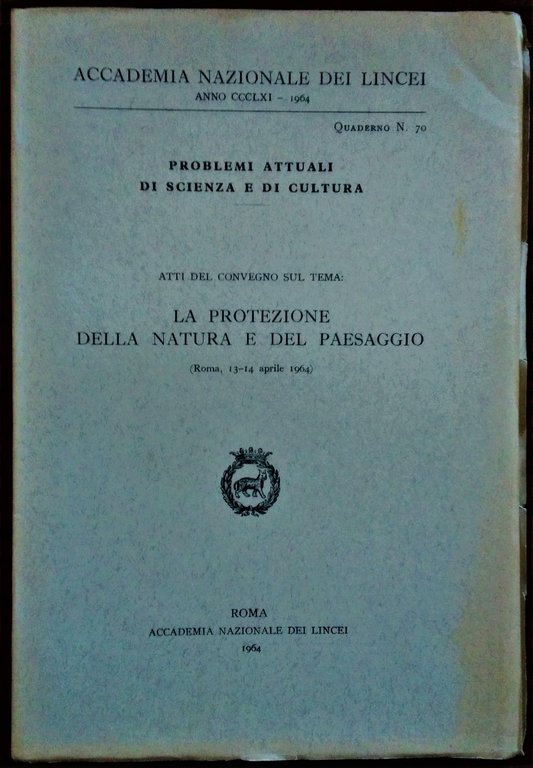 ACCADEMIA NAZIONALE DEI LINCEI
ANNO CCCLXI – 1964
QUADERNO N. 70
PROBLEMI ATTUALI
DI SCIENZA E DI CULTURA
ATTI DEL CONVEGNO SUL TEMA:
LA PROTEZIONE
DELLA NATURA E DEL PAESAGGIO
(Roma, 13-14 aprile 1964)
ROMA
ACCADEMIA NAZIONALE DEI LINCEI
1964